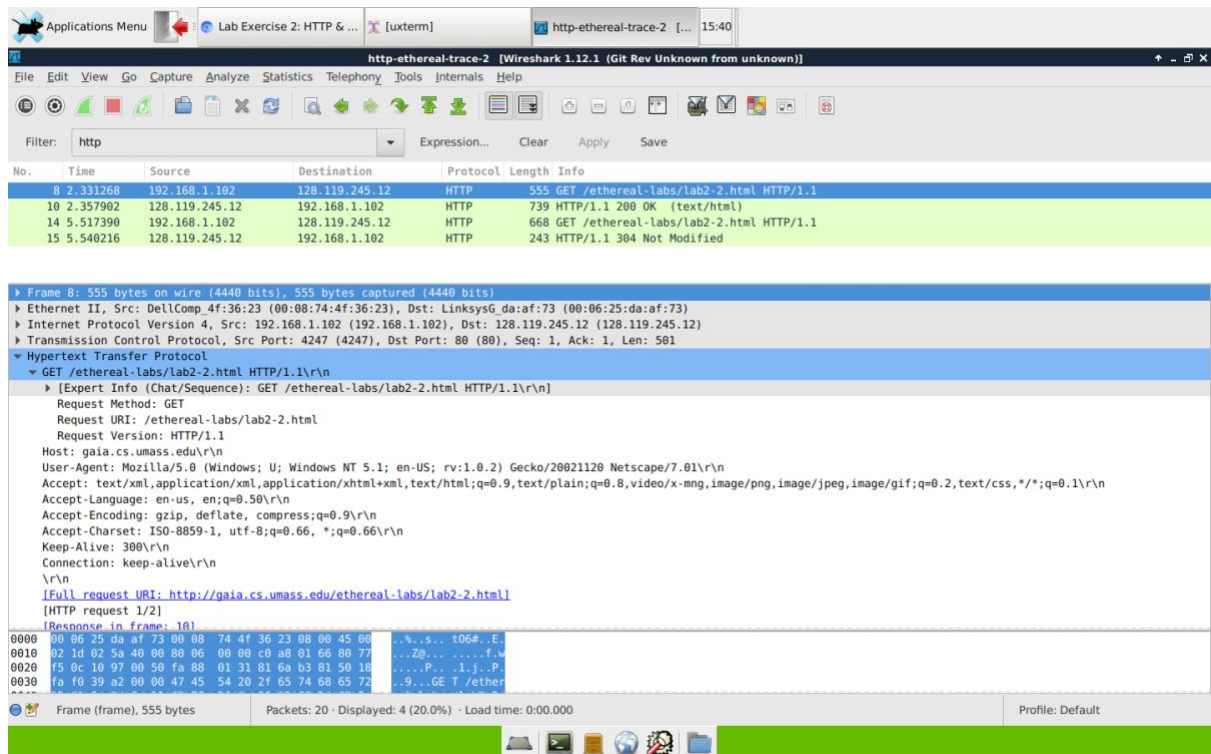 Applications Menu Lab Exercise 2: HTTP & ... [uxterm] http-ethereal-trace-2 [... 15:40
http-ethereal-trace-2 [Wireshark 1.12.1 (Git Rev Unknown from unknown)]
File Edit View Go Capture Analyze Statistics Telephony Tools Internals Help
Filter: http Expression... Clear Apply Save
No. Time Source Destination Protocol Length Info
8 2.331268 192.168.1.102 128.119.245.12 HTTP 555 GET /ethereal-labs/lab2-2.html HTTP/1.1
10 2.357902 128.119.245.12 192.168.1.102 HTTP 739 HTTP/1.1 200 OK (text/html)
14 5.517390 192.168.1.102 128.119.245.12 HTTP 668 GET /ethereal-labs/lab2-2.html HTTP/1.1
15 5.540216 128.119.245.12 192.168.1.102 HTTP 243 HTTP/1.1 304 Not Modified
Frame 8: 555 bytes on wire (4440 bits), 555 bytes captured (4440 bits)
Ethernet II, Src: DellComp_4f:36:23 (00:08:74:4f:36:23), Dst: LinksysG_da:af:73 (00:06:25:da:af:73)
Internet Protocol Version 4, Src: 192.168.1.102 (192.168.1.102), Dst: 128.119.245.12 (128.119.245.12)
Transmission Control Protocol, Src Port: 4247 (4247), Dst Port: 80 (80), Seq: 1, Ack: 1, Len: 501
Hypertext Transfer Protocol
GET /ethereal-labs/lab2-2.html HTTP/1.1\r\n
[Expert Info (Chat/Sequence): GET /ethereal-labs/lab2-2.html HTTP/1.1\r\n]
Request Method: GET
Request URI: /ethereal-labs/lab2-2.html
Request Version: HTTP/1.1
Host: gaia.cs.umass.edu\r\n
User-Agent: Mozilla/5.0 (Windows; U; Windows NT 5.1; en-US; rv:1.0.2) Gecko/20021120 Netscape/7.01\r\n
Accept: text/xml,application/xml,application/xhtml+xml,text/html;q=0.9,text/plain;q=0.8,video/x-mng,image/png,image/jpeg,image/gif;q=0.2,text/css,*/*;q=0.1\r\n
Accept-Language: en-us, en;q=0.50\r\n
Accept-Encoding: gzip, deflate, compress;q=0.9\r\n
Accept-Charset: ISO-8859-1, utf-8;q=0.66, *;q=0.66\r\n
Keep-Alive: 300\r\n
Connection: keep-alive\r\n
\r\n
[Full request URI: http://gaia.cs.umass.edu/ethereal-labs/lab2-2.html]
[HTTP request 1/2]
[Response in frame: 10]
0000 00 06 25 da af 73 00 08 74 4f 36 23 08 00 45 00 ..%..s.. tO6#..E.
0010 02 1d 02 5a 40 00 80 06 00 00 c0 a8 01 66 80 77 ...Z@... .....f.w
0020 f5 0c 10 97 00 50 fa 88 01 31 81 6a b3 81 50 18 .....P.. .1.j..P.
0030 fa f0 39 a2 00 00 47 45 54 20 2f 65 74 68 65 72 ..9...GE T /ether
Frame (frame), 555 bytes Packets: 20 · Displayed: 4 (20.0%) · Load time: 0:00.000 Profile: Default